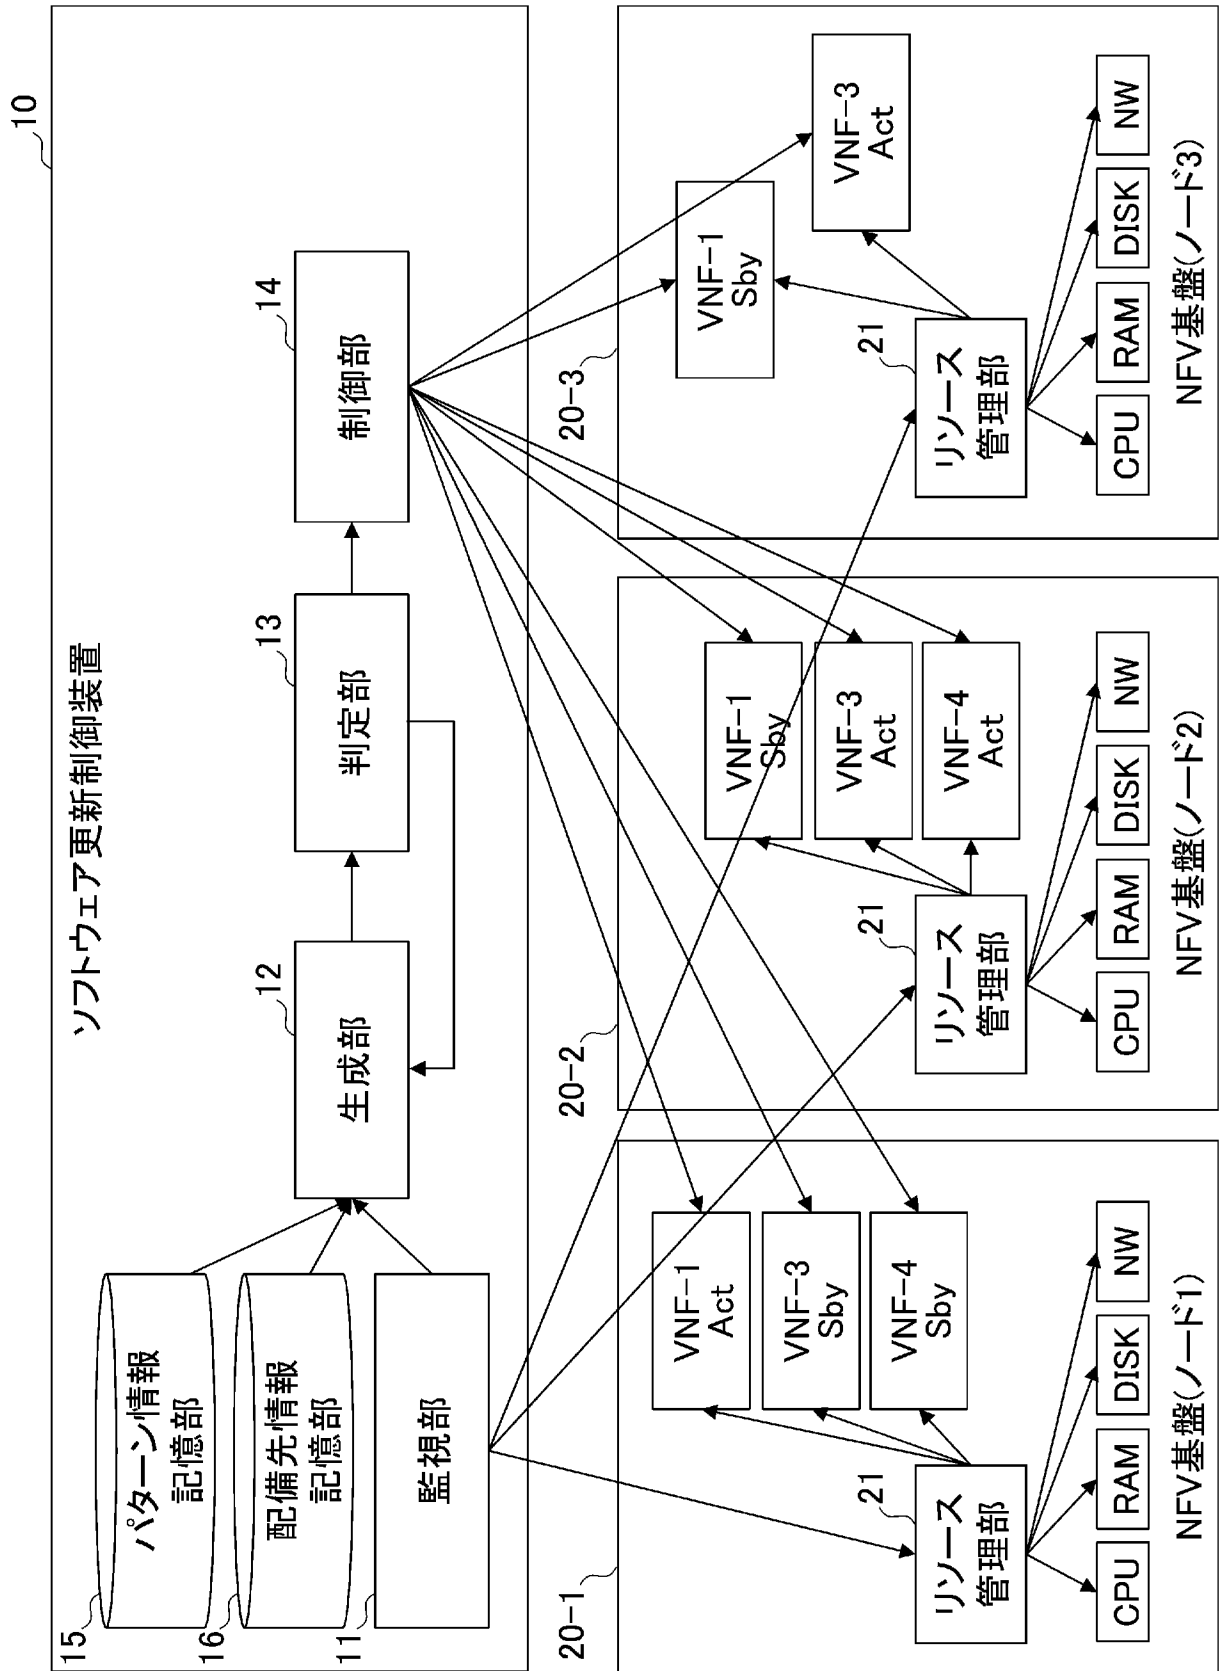 10
ソフトウェア更新制御装置
15
パターン情報
記憶部
16
配備先情報
記憶部
11
監視部
12
生成部
13
判定部
14
制御部
20-1
VNF-1
Act
VNF-3
Sby
VNF-4
Sby
21
リソース
管理部
CPU
RAM
DISK
NW
NFV基盤(ノード1)
20-2
VNF-1
Sby
VNF-3
Act
VNF-4
Act
21
リソース
管理部
CPU
RAM
DISK
NW
NFV基盤(ノード2)
20-3
VNF-1
Sby
VNF-3
Act
21
リソース
管理部
CPU
RAM
DISK
NW
NFV基盤(ノード3)